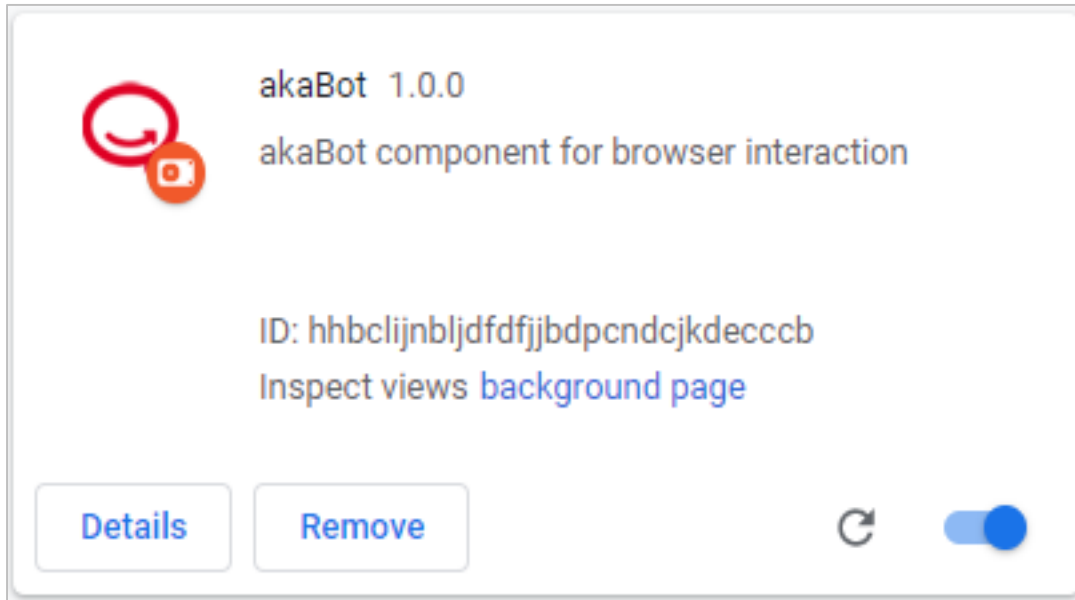 akaBot 1.0.0
akaBot component for browser interaction
ID: hhbclijnbljdfdfjjbdpcndcjkdecccb
Inspect views background page
Details Remove